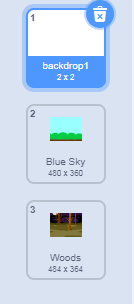 1
backdrop1
2 x 2
2
Blue Sky
480 x 360
3
Woods
484 x 364